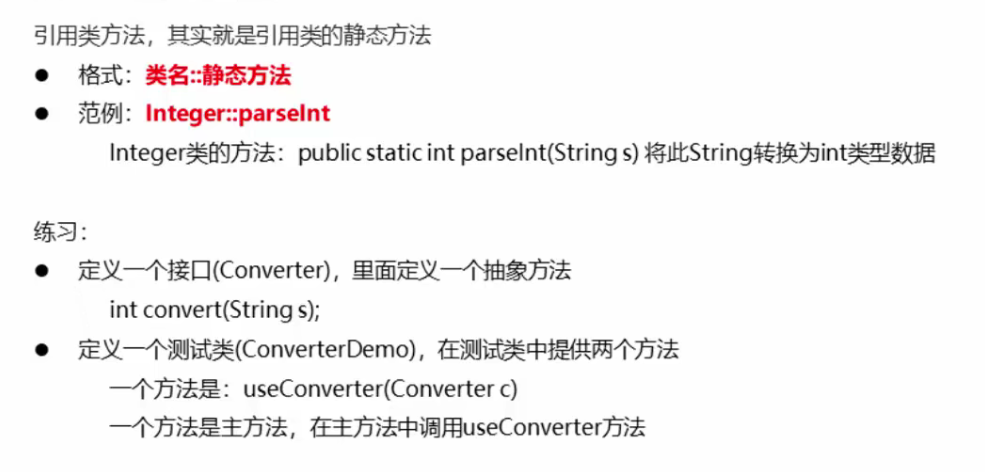 引用类方法，其实就是引用类的静态方法
● 格式：类名::静态方法
● 范例：Integer::parseInt
Integer类的方法：public static int parseInt(String s) 将此String转换为int类型数据
练习：
● 定义一个接口(Converter)，里面定义一个抽象方法
int convert(String s);
● 定义一个测试类(ConverterDemo)，在测试类中提供两个方法
一个方法是：useConverter(Converter c)
一个方法是主方法，在主方法中调用useConverter方法